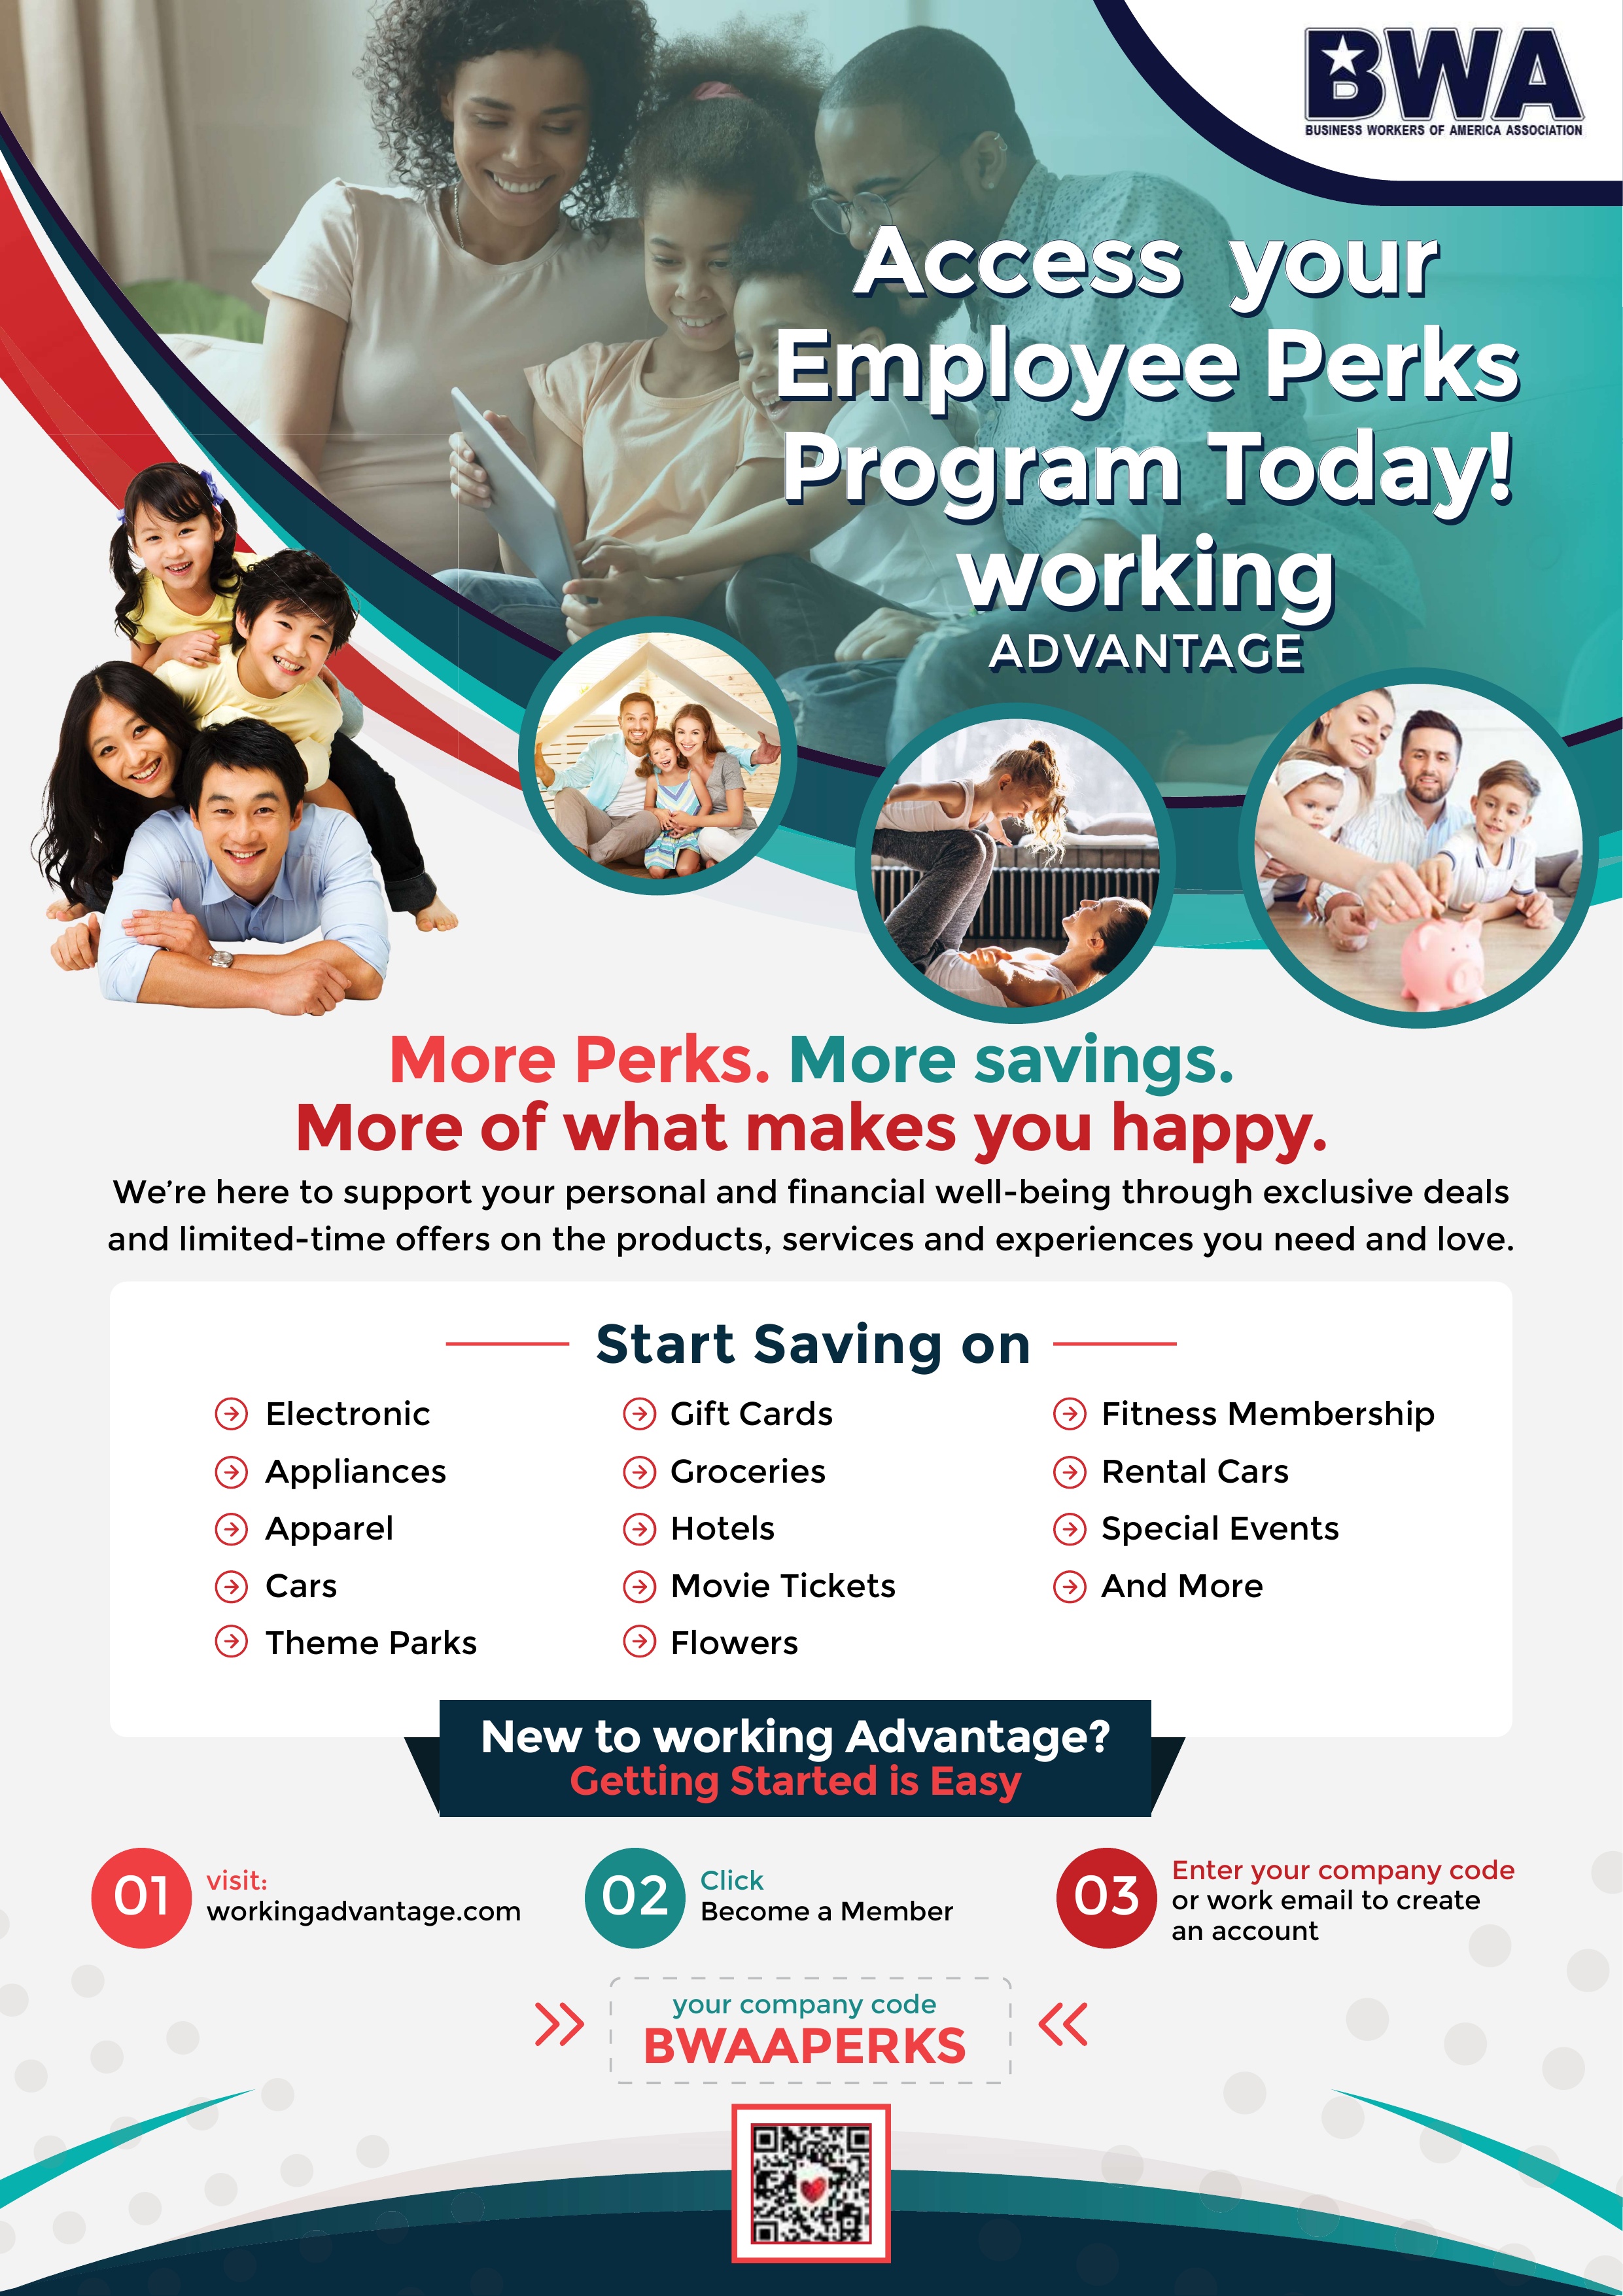 BWA
BUSINESS WORKERS OF AMERICA ASSOCIATION
Access your
Employee Perks
Program Today!
working
ADVANTAGE
More Perks. More savings.
More of what makes you happy.
We're here to support your personal and financial well-being through exclusive deals
and limited-time offers on the products, services and experiences you need and love.
Start Saving on
Electronic
Appliances
Apparel
Cars
Theme Parks
Gift Cards
Groceries
Hotels
Movie Tickets
Flowers
Fitness Membership
Rental Cars
Special Events
And More
New to working Advantage?
Getting Started is Easy
01
visit:
workingadvantage.com
02
Click
Become a Member
03
Enter your company code
or work email to create
an account
your company code
BWAAPERKS